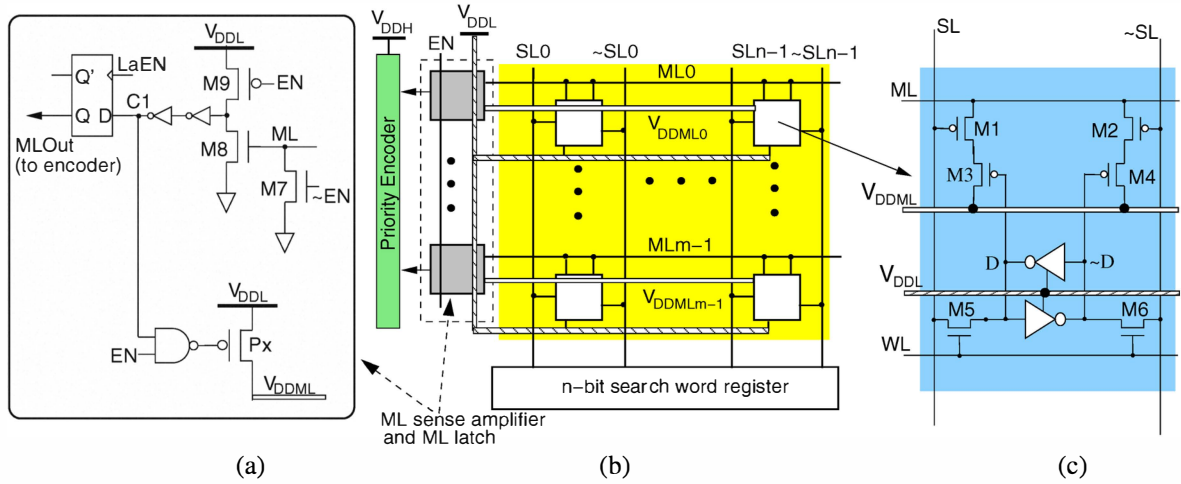 V_DDL
LaEN
Q'
M9
EN
C1
Q D
ML
MLOut
(to encoder)
M8
M7
~EN
V_DDL
EN
Px
V_DDML
(a)
V_DDH
EN
V_DDL
SL0
~SL0
SLn-1
~SLn-1
ML0
V_DDML0
Priority Encoder
MLm-1
V_DDMLm-1
n-bit search word register
ML sense amplifier
and ML latch
(b)
SL
~SL
ML
M1
M2
M3
M4
V_DDML
D
~D
V_DDL
M5
M6
WL
(c)